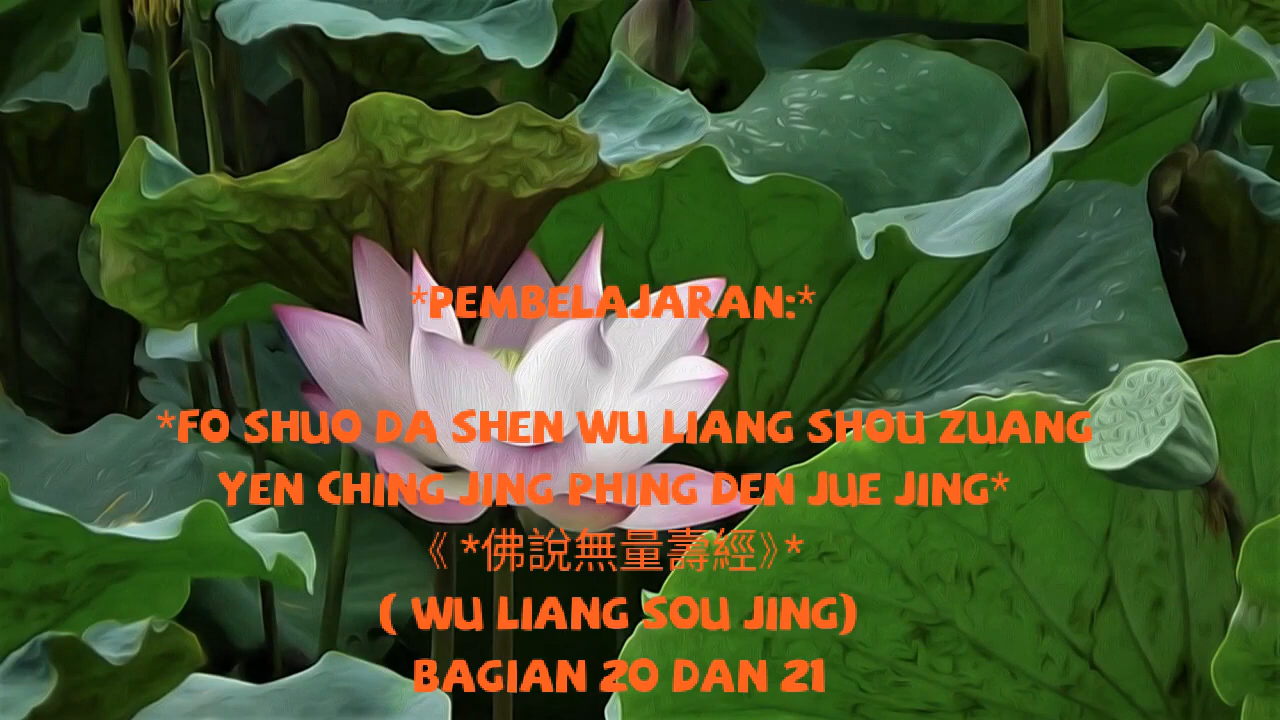 *PEMBELAJARAN:*
*FO SHUO DA SHEN WU LIANG SHOU ZUANG
YEN CHING JING PHING DEN JUE JING*
《 *佛說無量壽經》*
( WU LIANG SOU JING)
BAGIAN 20 DAN 21